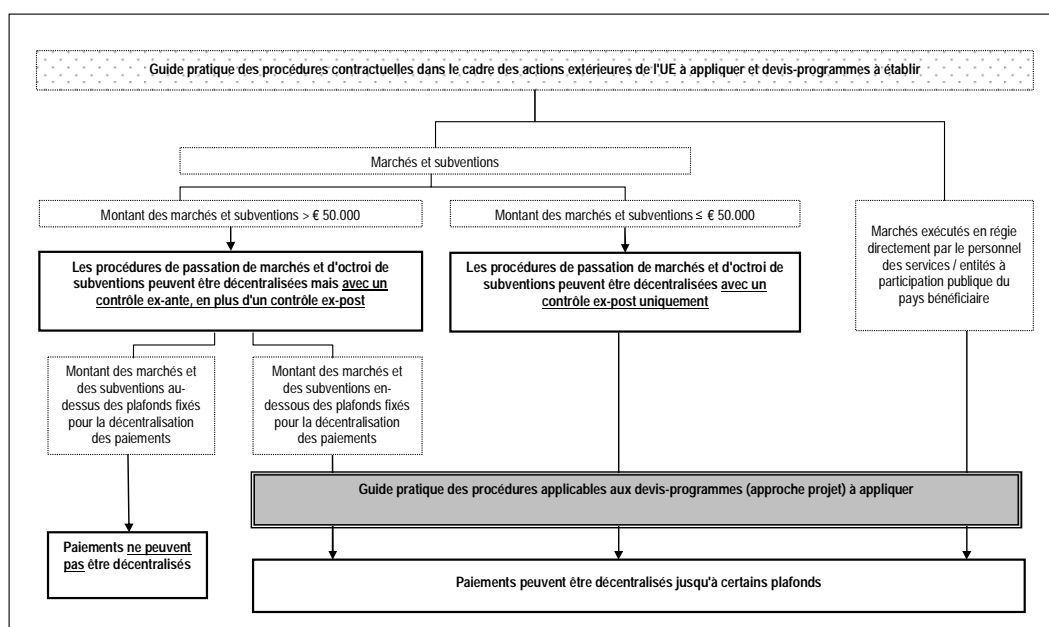 Guide pratique des procédures contractuelles dans le cadre des actions extérieures de l'UE à appliquer et devis-programmes à établir
Marchés et subventions
Montant des marchés et subventions > € 50.000
Montant des marchés et subventions ≤ € 50.000
Marchés exécutés en régie
directement par le personnel
des services / entités à
participation publique du
pays bénéficiaire
Les procédures de passation de marchés et d'octroi de
subventions peuvent être décentralisées mais avec un
contrôle ex-ante, en plus d'un contrôle ex-post
Les procédures de passation de marchés et d'octroi de
subventions peuvent être décentralisées avec un
contrôle ex-post uniquement
Montant des marchés et
des subventions au-
dessus des plafonds fixés
pour la décentralisation
des paiements
Montant des marchés et
des subventions en-
dessous des plafonds fixés
pour la décentralisation
des paiements
Guide pratique des procédures applicables aux devis-programmes (approche projet) à appliquer
Paiements ne peuvent
pas être décentralisés
Paiements peuvent être décentralisés jusqu'à certains plafonds